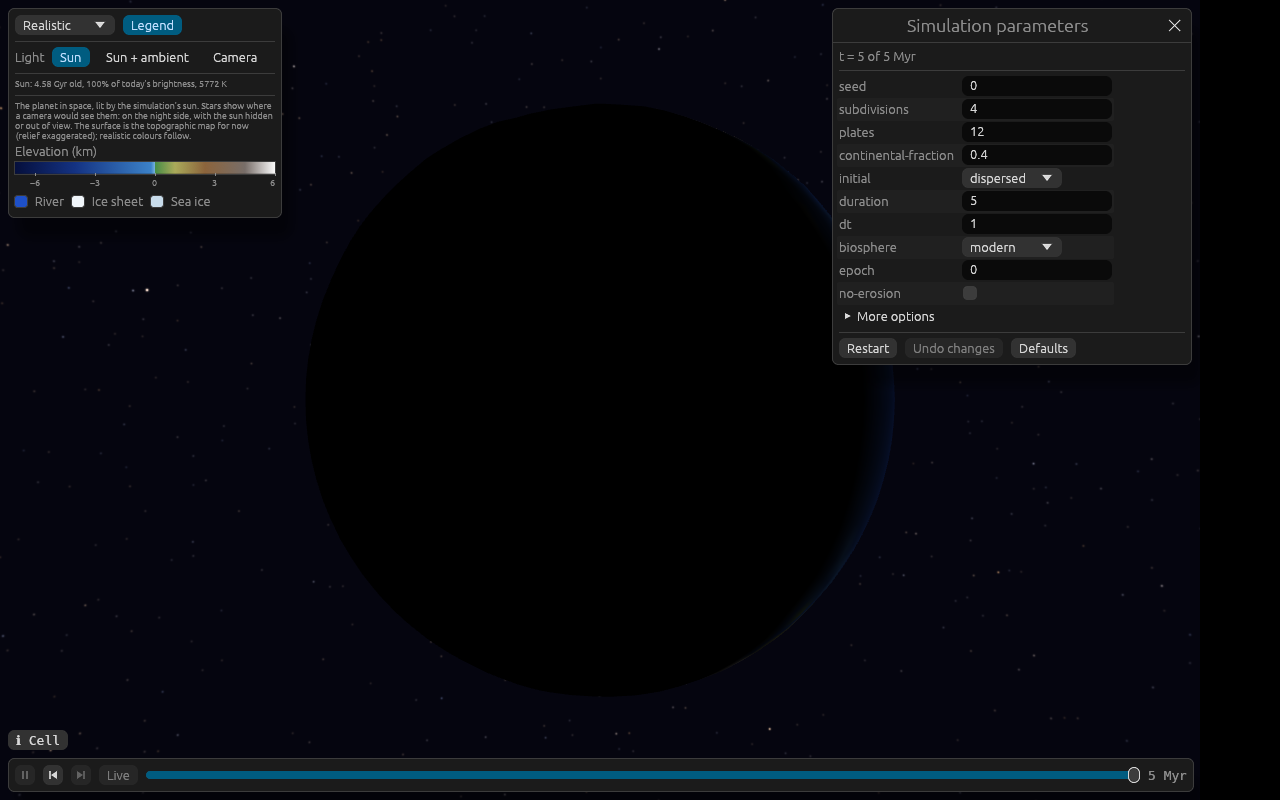 Realistic
Legend
Light Sun Sun + ambient Camera
Sun: 4.58 Gyr old, 100% of today's brightness, 5772 K
The planet in space, lit by the simulation's sun. Stars show where
a camera would see them: on the night side, with the sun hidden
or out of view. The surface is the topographic map for now
(relief exaggerated); realistic colours follow.
Elevation (km)
−6 −3 0 3 6
River Ice sheet Sea ice
Simulation parameters
t = 5 of 5 Myr
seed 0
subdivisions 4
plates 12
continental-fraction 0.4
initial dispersed
duration 5
dt 1
biosphere modern
epoch 0
no-erosion
More options
Restart Undo changes Defaults
i Cell
Live 5 Myr